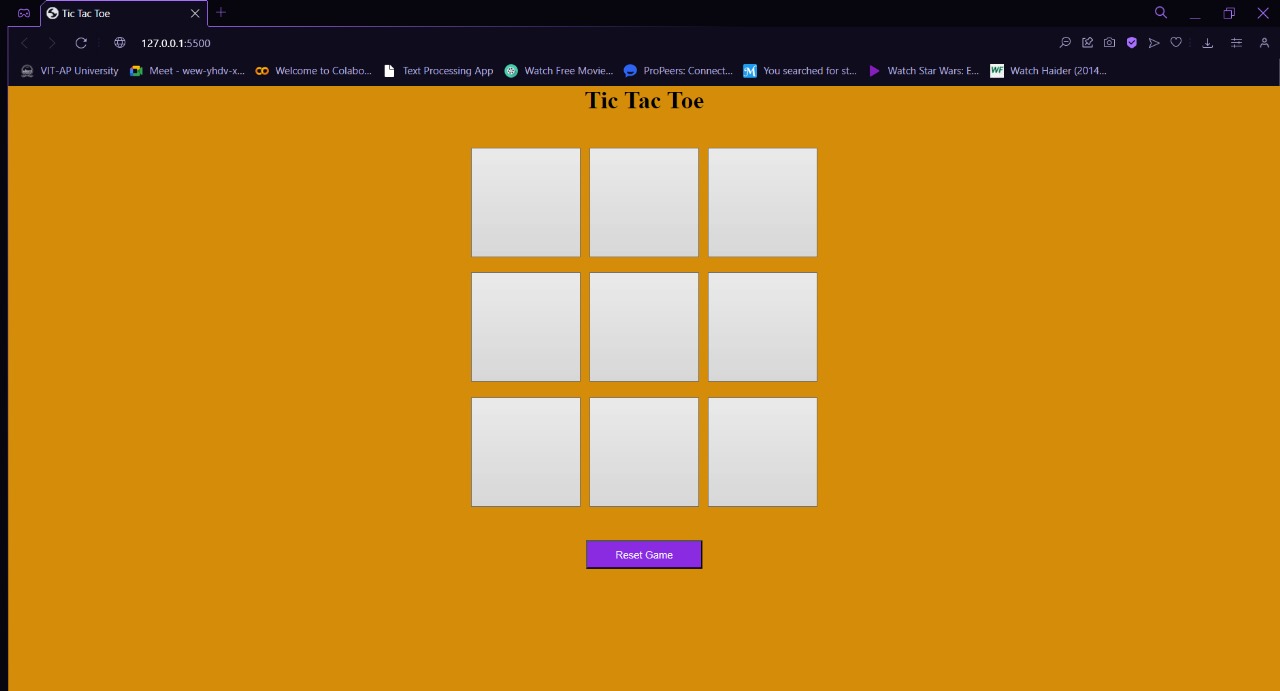 Tic Tac Toe
127.0.0.1:5500
VIT-AP University
Meet - wew-yhdv-x...
Welcome to Colabo...
Text Processing App
Watch Free Movie...
ProPeers: Connect...
You searched for st...
Watch Star Wars: E...
WF
Watch Haider (2014...
Tic Tac Toe
Reset Game